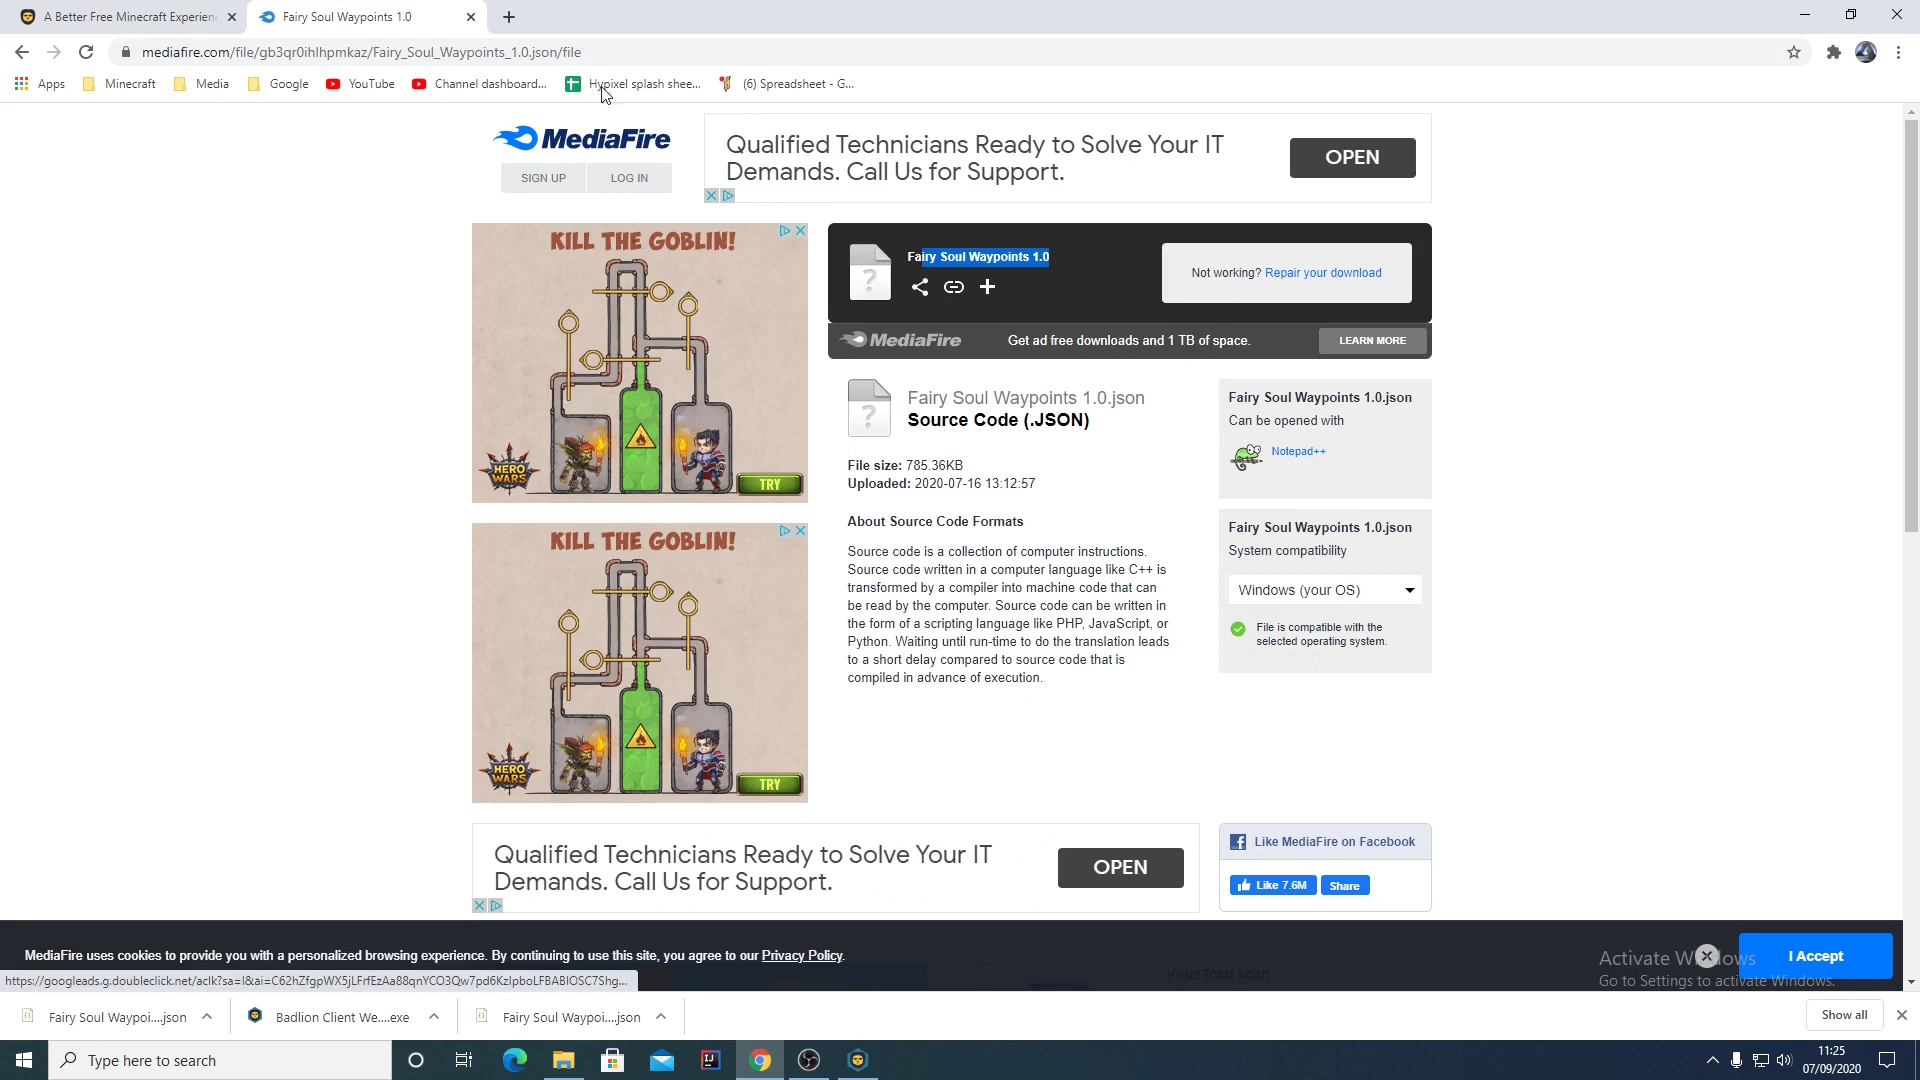 A Better Free Minecraft Experien
Fairy Soul Waypoints 1.0
mediafire.com/file/gb3qr0ihlhpmkaz/Fairy_Soul_Waypoints_1.0.json/file
Apps
Minecraft
Media
Google
YouTube
Channel dashboard...
Hypixel splash shee...
(6) Spreadsheet - G...
MediaFire
SIGN UP
LOG IN
Qualified Technicians Ready to Solve Your IT
Demands. Call Us for Support.
OPEN
KILL THE GOBLIN!
HERO
WARS
TRY
Fairy Soul Waypoints 1.0
Not working? Repair your download
MediaFire
Get ad free downloads and 1 TB of space.
LEARN MORE
Fairy Soul Waypoints 1.0.json
Source Code (.JSON)
File size: 785.36KB
Uploaded: 2020-07-16 13:12:57
About Source Code Formats
Source code is a collection of computer instructions.
Source code written in a computer language like C++ is
transformed by a compiler into machine code that can
be read by the computer. Source code can be written in
the form of a scripting language like PHP, JavaScript, or
Python. Waiting until run-time to do the translation leads
to a short delay compared to source code that is
compiled in advance of execution.
Fairy Soul Waypoints 1.0.json
Can be opened with
Notepad++
Fairy Soul Waypoints 1.0.json
System compatibility
Windows (your OS)
File is compatible with the
selected operating system.
KILL THE GOBLIN!
HERO
WARS
TRY
Qualified Technicians Ready to Solve Your IT
Demands. Call Us for Support.
OPEN
Like MediaFire on Facebook
Like 7.6M
Share
MediaFire uses cookies to provide you with a personalized browsing experience. By continuing to use this site, you agree to our Privacy Policy.
I Accept
Virus Total scan
Activate Windows
Go to Settings to activate Windows.
https://googleads.g.doubleclick.net/aclk?sa=l&ai=C62hZfgpWX5jLFrfEzAa88qnYCO3Qw7pd6KzlpboLFBABIOSC7Shg...
Fairy Soul Waypoi....json
Badlion Client We....exe
Fairy Soul Waypoi....json
Show all
Type here to search
11:25
07/09/2020